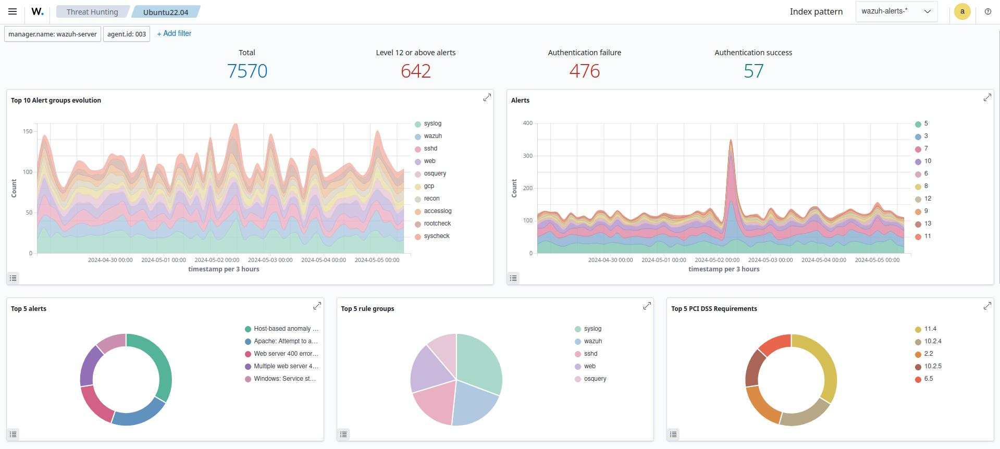 W. Threat Hunting Ubuntu22.04 Index pattern wazuh-alerts-* a
manager.name: wazuh-server agent.id: 003 + Add filter
Total Level 12 or above alerts Authentication failure Authentication success
7570 642 476 57
Top 10 Alert groups evolution
150
100
50
0
Count
2024-04-30 00:00 2024-05-01 00:00 2024-05-02 00:00 2024-05-03 00:00 2024-05-04 00:00 2024-05-05 00:00
timestamp per 3 hours
syslog
wazuh
sshd
web
osquery
gcp
recon
accesslog
rootcheck
syscheck
Alerts
400
300
200
100
0
Count
2024-04-30 00:00 2024-05-01 00:00 2024-05-02 00:00 2024-05-03 00:00 2024-05-04 00:00 2024-05-05 00:00
timestamp per 3 hours
5
3
7
10
6
8
12
9
13
11
Top 5 alerts
Host-based anomaly ...
Apache: Attempt to a...
Web server 400 error...
Multiple web server 4...
Windows: Service st...
Top 5 rule groups
syslog
wazuh
sshd
web
osquery
Top 5 PCI DSS Requirements
11.4
10.2.4
2.2
10.2.5
6.5